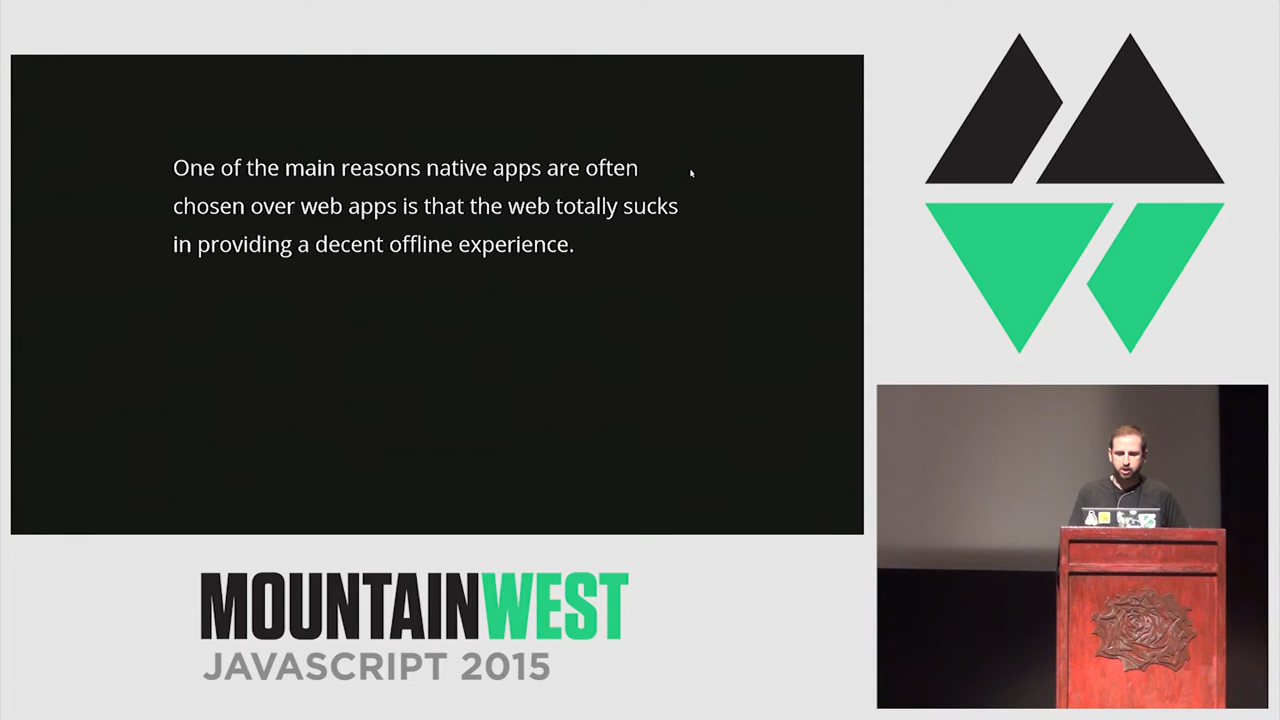 One of the main reasons native apps are often
chosen over web apps is that the web totally sucks
in providing a decent offline experience.
MOUNTAINWEST
JAVASCRIPT 2015